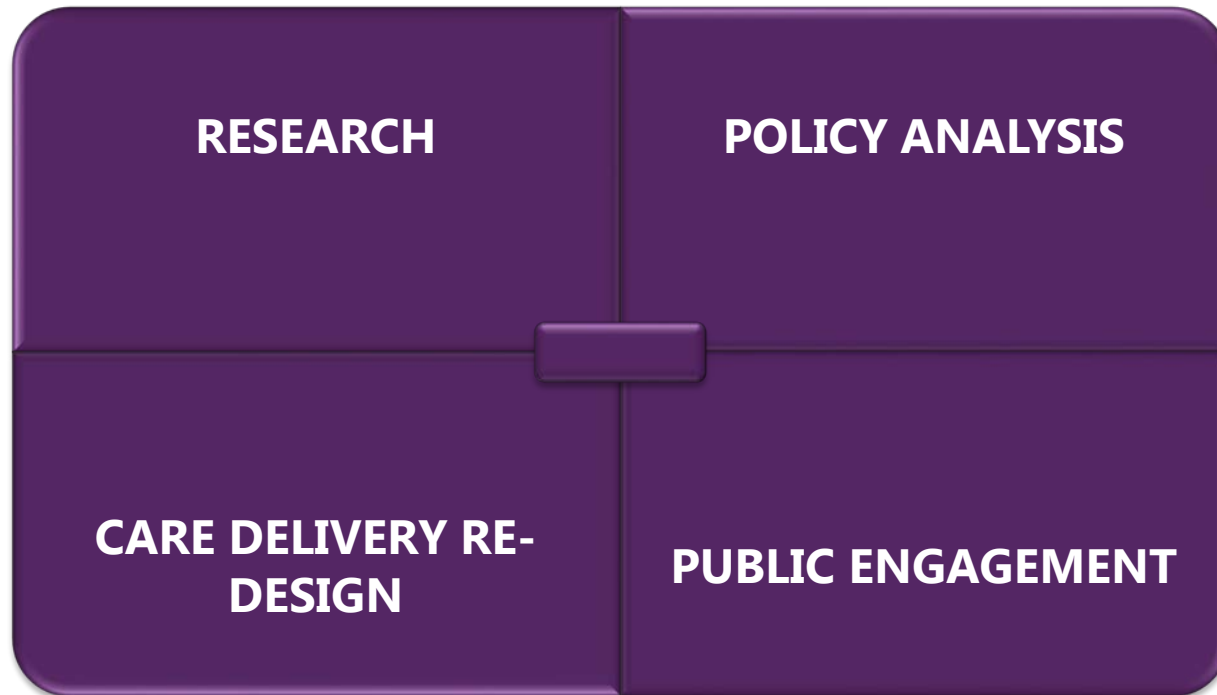 RESEARCH
POLICY ANALYSIS
CARE DELIVERY RE-
DESIGN
PUBLIC ENGAGEMENT